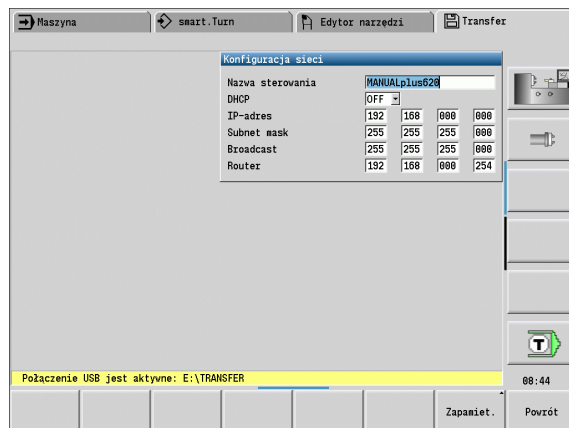 Maszyna
smart.Turn
Edytor narzędzi
Transfer
Konfiguracja sieci
Nazwa sterowania MANUALplus620
DHCP OFF
IP-adres 192 168 000 000
Subnet mask 255 255 255 000
Broadcast 255 255 255 000
Router 192 168 000 254
T
Połączenie USB jest aktywne: E:\TRANSFER
08:44
Zapamiet.
Powrót